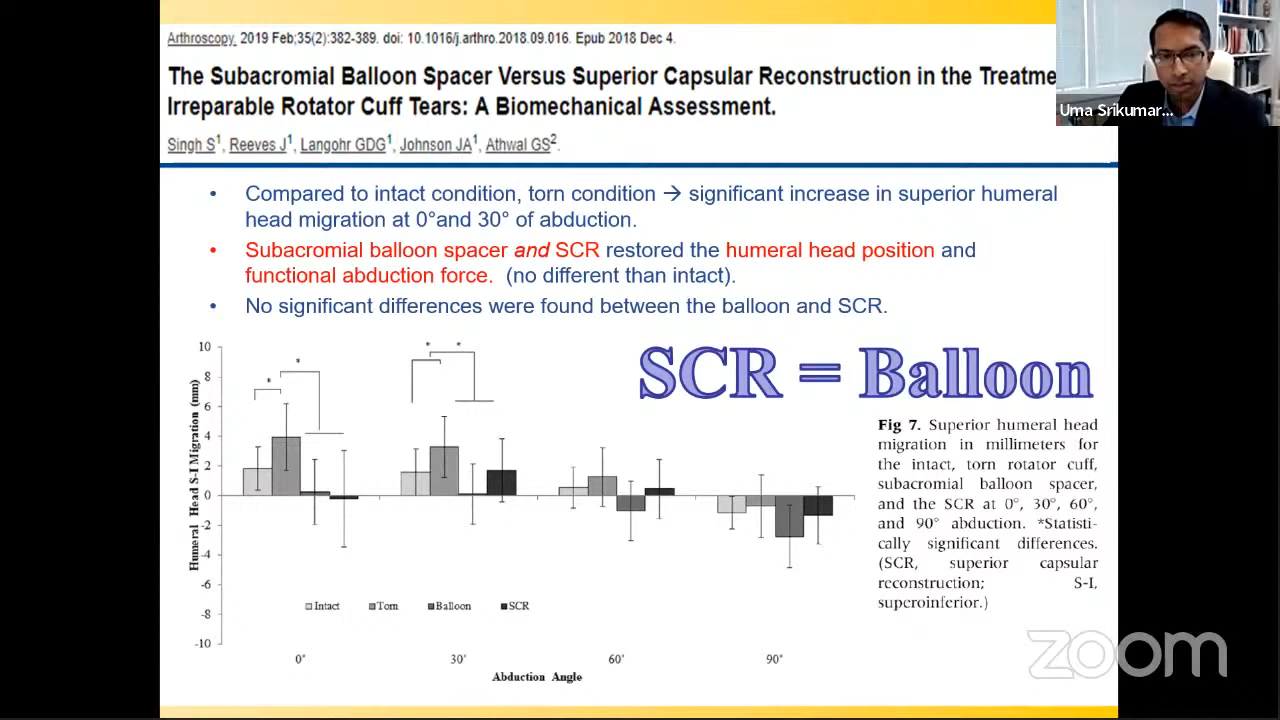 Arthroscopy. 2019 Feb;35(2):382-389. doi: 10.1016/j.arthro.2018.09.016. Epub 2018 Dec 4.
The Subacromial Balloon Spacer Versus Superior Capsular Reconstruction in the Treatme
Irreparable Rotator Cuff Tears: A Biomechanical Assessment.
Singh S1, Reeves J1, Langohr GDG1, Johnson JA1, Athwal GS2.
Uma Srikumar...
• Compared to intact condition, torn condition → significant increase in superior humeral
head migration at 0°and 30° of abduction.
• Subacromial balloon spacer and SCR restored the humeral head position and
functional abduction force. (no different than intact).
• No significant differences were found between the balloon and SCR.
SCR = Balloon
Humeral Head S-I Migration (mm)
10
8
6
4
2
0
-2
-4
-6
-8
-10
* * * *
Intact Torn Balloon SCR
0° 30° 60° 90°
Abduction Angle
Fig 7. Superior humeral head
migration in millimeters for
the intact, torn rotator cuff,
subacromial balloon spacer,
and the SCR at 0°, 30°, 60°,
and 90° abduction. *Statisti-
cally significant differences.
(SCR, superior capsular
reconstruction; S-I,
superoinferior.)
zoom